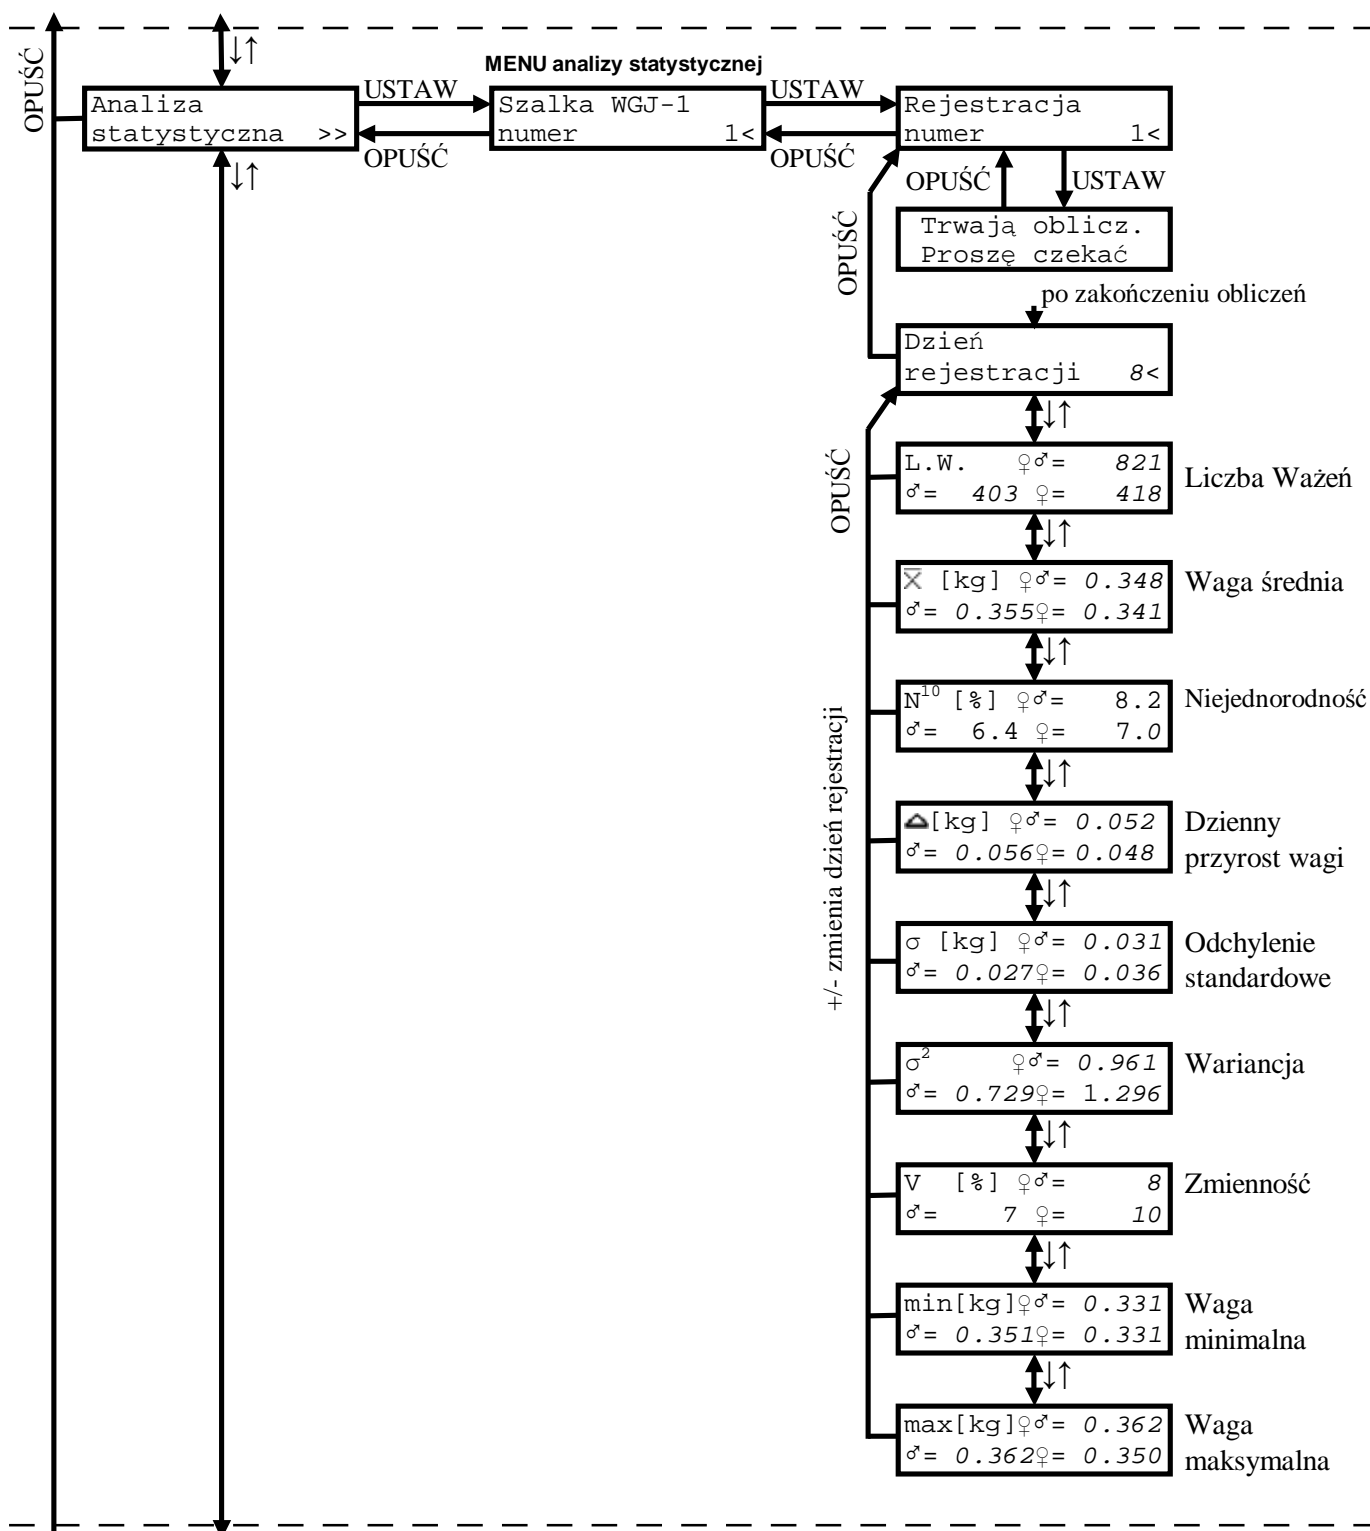 OPUŚĆ
↓↑
MENU analizy statystycznej
Analiza
statystyczna >>
USTAW
OPUŚĆ
Szalka WGJ-1
numer 1<
USTAW
OPUŚĆ
Rejestracja
numer 1<
↓↑
OPUŚĆ
USTAW
Trwają oblicz.
Proszę czekać
OPUŚĆ
po zakończeniu obliczeń
Dzień
rejestracji 8<
↓↑
OPUŚĆ
L.W. ♀♂= 821
♂= 403 ♀= 418
Liczba Ważeń
↓↑
x̅ [kg] ♀♂= 0.348
♂= 0.355♀= 0.341
Waga średnia
↓↑
+/- zmienia dzień rejestracji
N¹⁰ [%] ♀♂= 8.2
♂= 6.4 ♀= 7.0
Niejednorodność
↓↑
△[kg] ♀♂= 0.052
♂= 0.056♀= 0.048
Dzienny
przyrost wagi
↓↑
σ [kg] ♀♂= 0.031
♂= 0.027♀= 0.036
Odchylenie
standardowe
↓↑
σ² ♀♂= 0.961
♂= 0.729♀= 1.296
Wariancja
↓↑
V [%] ♀♂= 8
♂= 7 ♀= 10
Zmienność
↓↑
min[kg]♀♂= 0.331
♂= 0.351♀= 0.331
Waga
minimalna
↓↑
max[kg]♀♂= 0.362
♂= 0.362♀= 0.350
Waga
maksymalna